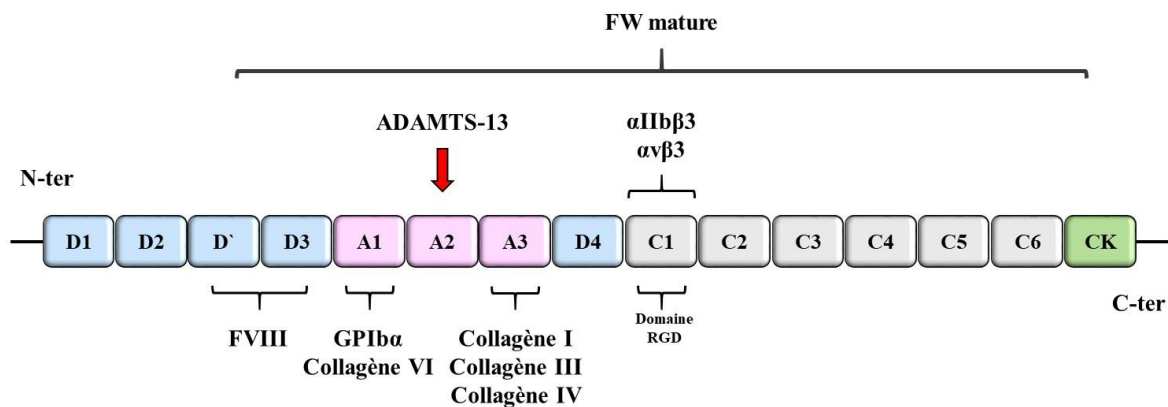 FW mature
ADAMTS-13
αIIbβ3
αvβ3
N-ter
D1 D2 D` D3 A1 A2 A3 D4 C1 C2 C3 C4 C5 C6 CK
C-ter
FVIII
GPIbα
Collagène VI
Collagène I
Collagène III
Collagène IV
Domaine
RGD